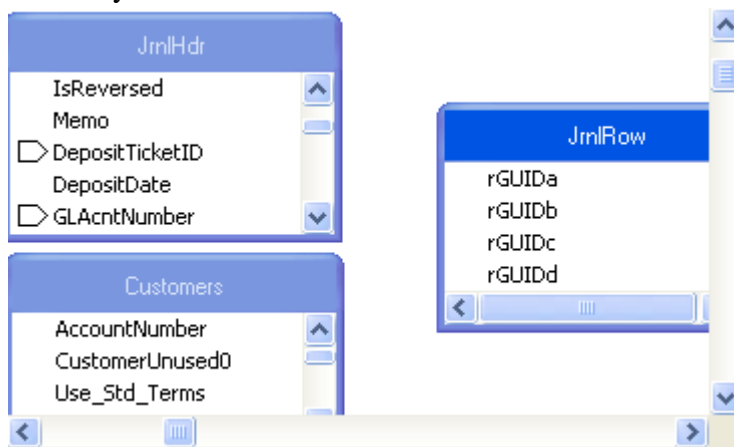 JrnlHdr
IsReversed
Memo
DepositTicketID
DepositDate
GLAcntNumber
JrnlRow
rGUIDa
rGUIDb
rGUIDc
rGUIDd
Customers
AccountNumber
CustomerUnused0
Use_Std_Terms